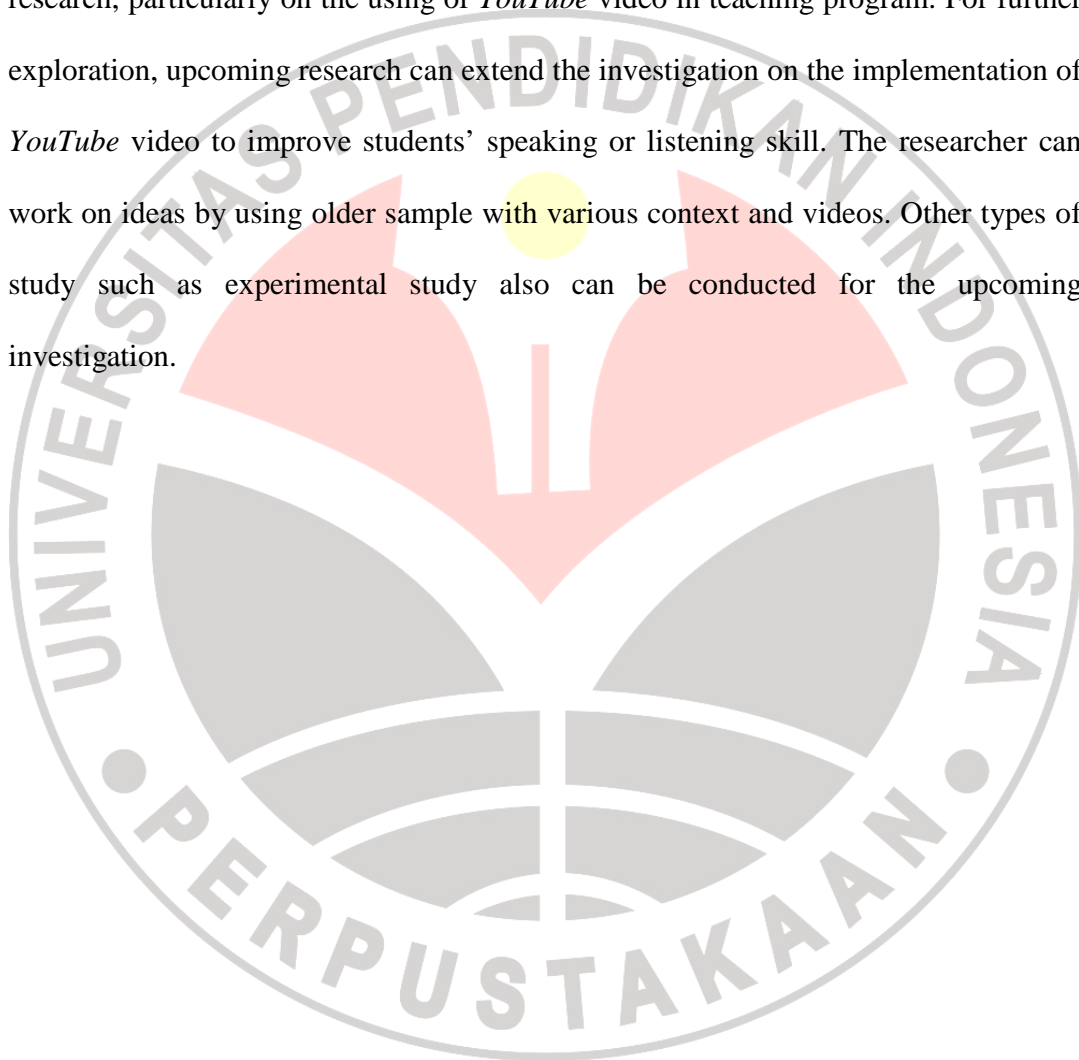 research, particularly on the using of YouTube video in teaching program. For further
exploration, upcoming research can extend the investigation on the implementation of
YouTube video to improve students’ speaking or listening skill. The researcher can
work on ideas by using older sample with various context and videos. Other types of
study such as experimental study also can be conducted for the upcoming
investigation.
UNIVERSITAS PENDIDIKAN INDONESIA
PERPUSTAKAAN